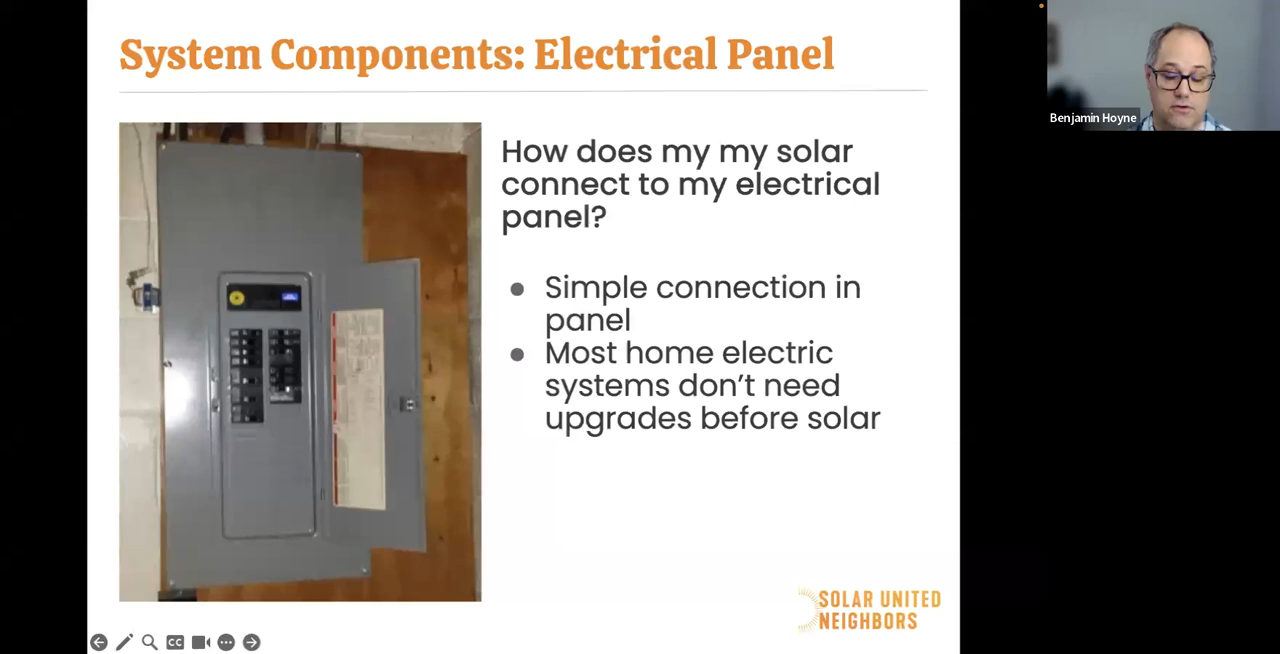 System Components: Electrical Panel
How does my my solar
connect to my electrical
panel?
Simple connection in
panel
Most home electric
systems don’t need
upgrades before solar
SOLAR UNITED
NEIGHBORS
CC
Benjamin Hoyne